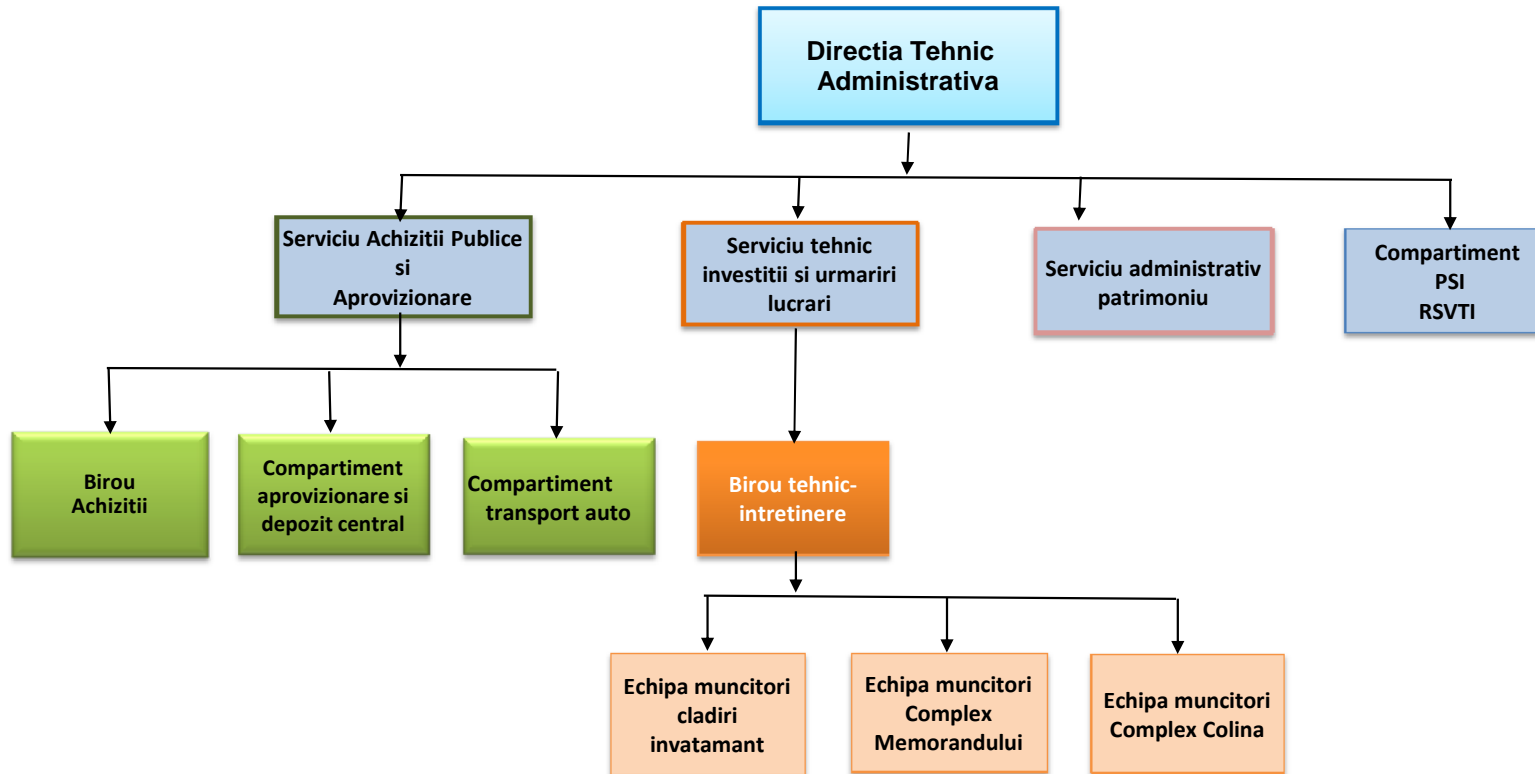 Directia Tehnic
Administrativa
Serviciu Achizitii Publice
si
Aprovizionare
Serviciu tehnic
investitii si urmariri
lucrari
Serviciu administrativ
patrimoniu
Compartiment
PSI
RSVTI
Birou
Achizitii
Compartiment
aprovizionare si
depozit central
Compartiment
transport auto
Birou tehnic-
intretinere
Echipa muncitori
cladiri
invatamant
Echipa muncitori
Complex
Memorandului
Echipa muncitori
Complex Colina